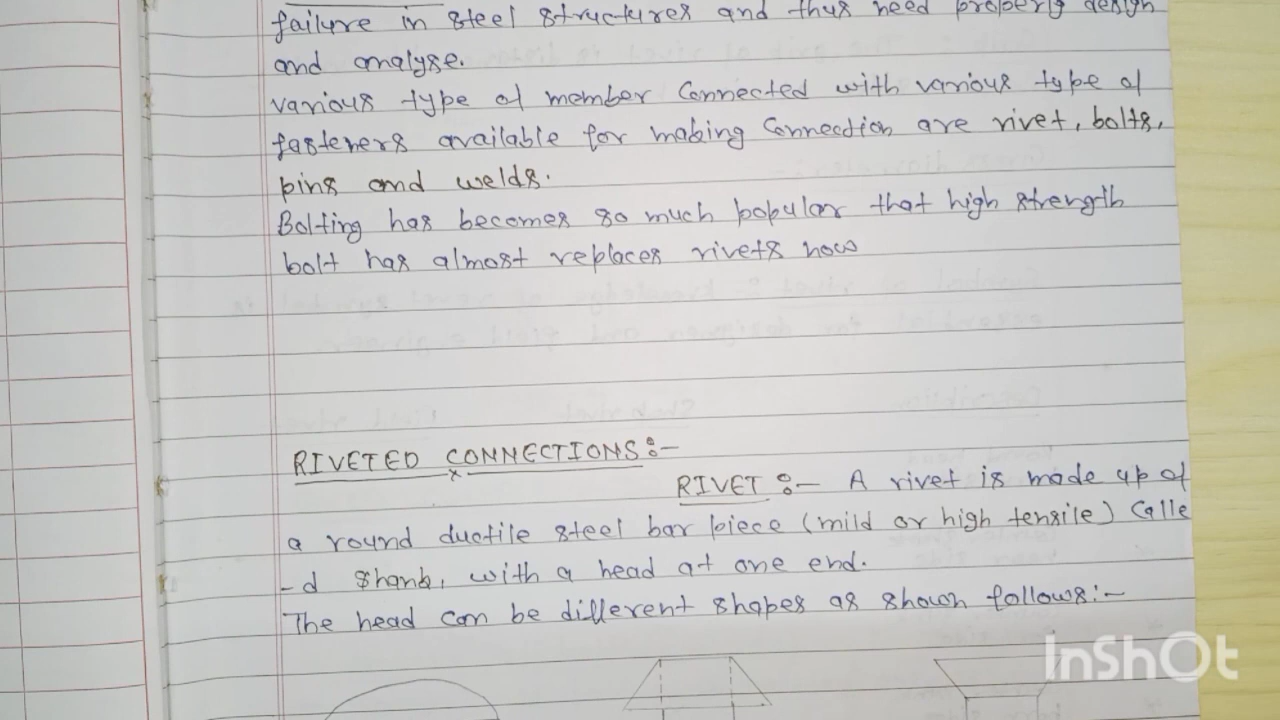 failure in steel structures and thus need properly design
and analyse.
various type of member connected with various type of
fasteners available for making connection are rivet, bolts,
pins and welds.
Bolting has becomes so much popular that high strength
bolt has almost replaces rivets now
RIVETED CONNECTIONS:-
RIVET :- A rivet is made up of
a round ductile steel bar piece (mild or high tensile) Calle
-d shank, with a head at one end.
The head can be different shapes as shown follows:-
InShOt